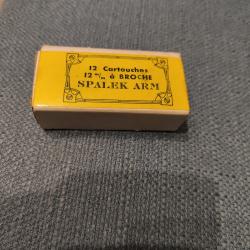 12 Cartouches
12 m/m à BROCHE
SPALEK ARM